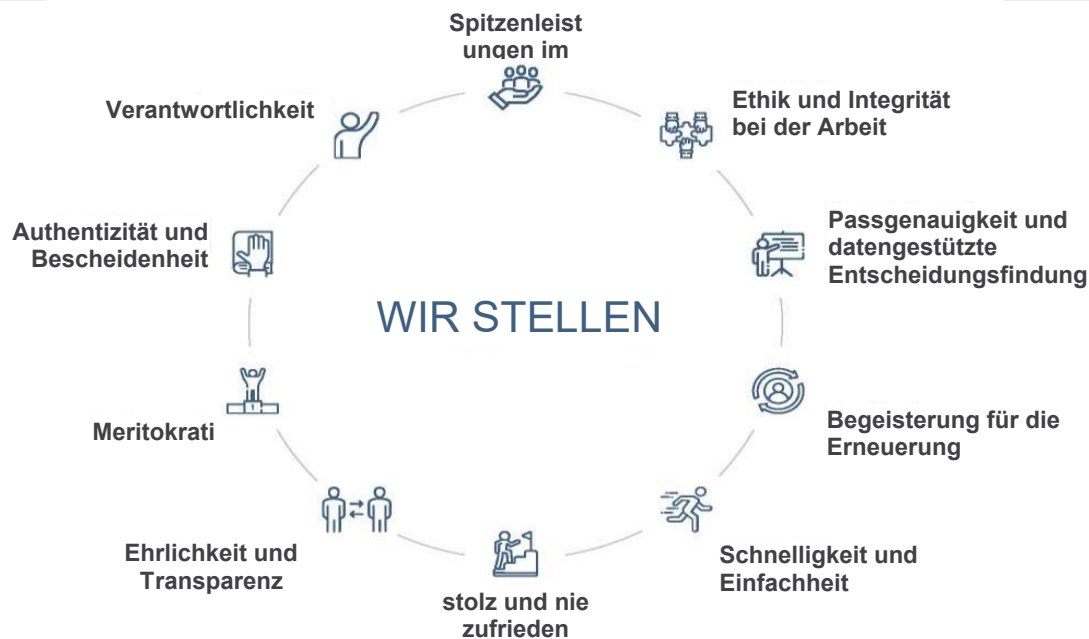 Spitzenleist
ungen im
Ethik und Integrität
bei der Arbeit
Passgenauigkeit und
datengestützte
Entscheidungsfindung
Begeisterung für die
Erneuerung
Schnelligkeit und
Einfachheit
stolz und nie
zufrieden
Ehrlichkeit und
Transparenz
Meritokrati
Authentizität und
Bescheidenheit
Verantwortlichkeit
WIR STELLEN